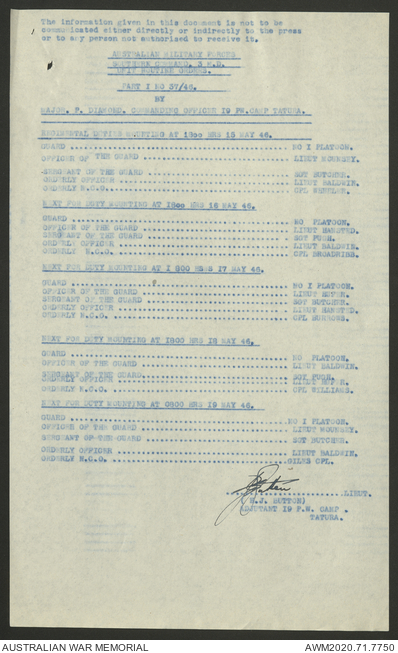 The information given in this document is not to be
communicated either directly or indirectly to the press
or to any person not authorised to receive it.
AUSTRALIAN MILITARY FORCES
SOUTHERN COMMAND. 3 M.D.
UNIT ROUTINE ORDERS.
PART I NO 57/46.
BY
MAJOR. F. DIAMOND. COMMANDING OFFICER 19 PW.CAMP TATURA.
REGIMENTAL DUTIES MOUNTING AT 1800 HRS 15 MAY 46.
GUARD ........ NO I PLATOON.
OFFICER OF THE GUARD ........ LIEUT
SERGEANT OF THE GUARD ........ SGT BUTCHER.
ORDERLY OFFICER ........ LIEUT BALDWIN.
ORDERLY N.C.O. ........ CPL
NEXT FOR DUTY MOUNTING AT 1800 HRS 16 MAY 46.
GUARD ........ NO PLATOON.
OFFICER OF THE GUARD ........ LIEUT
SERGEANT OF THE GUARD ........ SGT
ORDERLY OFFICER ........ LIEUT BALDWIN.
ORDERLY N.C.O. ........ CPL BROADRIBB.
NEXT FOR DUTY MOUNTING AT I 800 HRS 17 MAY 46.
GUARD ........ NO I PLATOON.
OFFICER OF THE GUARD ........ LIEUT
SERGEANT OF THE GUARD ........ SGT BUTCHER.
ORDERLY OFFICER ........ LIEUT
ORDERLY N.C.O. ........ CPL BURROWS.
NEXT FOR DUTY MOUNTING AT 1800 HRS 18 MAY 46.
GUARD ........ NO PLATOON.
OFFICER OF THE GUARD ........ LIEUT BALDWIN.
SERGEANT OF THE GUARD ........ SGT
ORDERLY OFFICER ........ LIEUT
ORDERLY N.C.O. ........ CPL WILLIAMS.
NEXT FOR DUTY MOUNTING AT 0800 HRS 19 MAY 46.
GUARD ........ NO I PLATOON.
OFFICER OF THE GUARD ........ LIEUT
SERGEANT OF THE GUARD ........ SGT BUTCHER.
ORDERLY OFFICER ........ LIEUT BALDWIN.
ORDERLY N.C.O. ........ GILES CPL.
........ LIEUT.
SUTTON)
ADJUTANT 19 P.W. CAMP.
TATURA.
AUSTRALIAN WAR MEMORIAL
AWM2020.71.7750